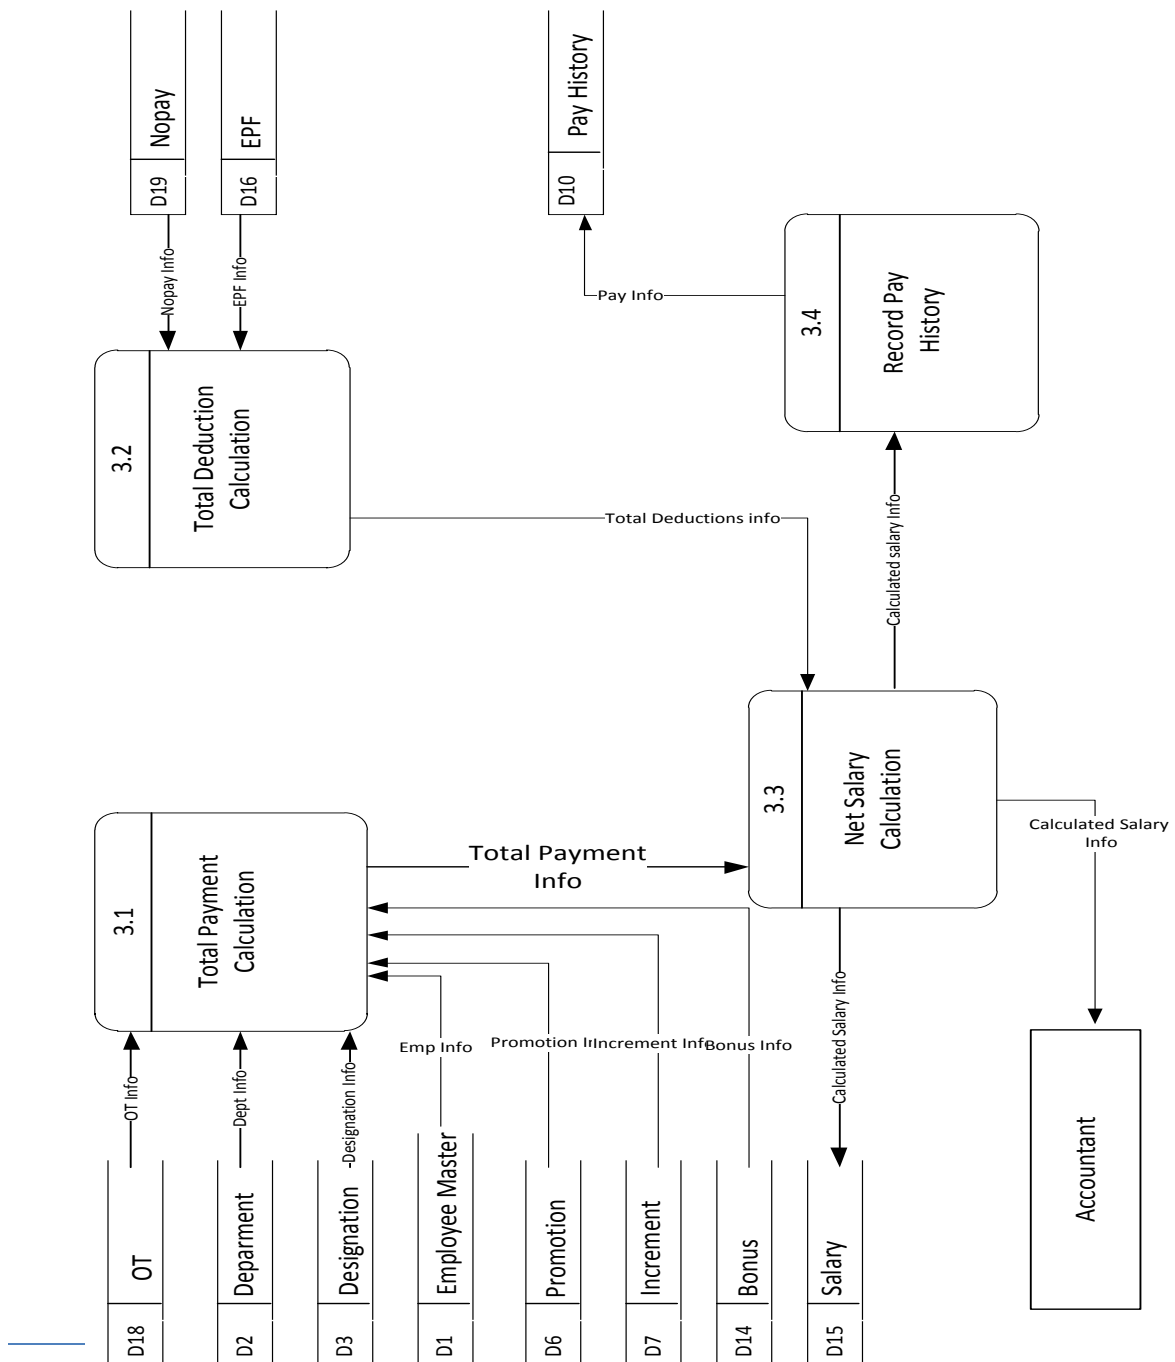 D19
Nopay
D16
EPF
D10
Pay History
Nopay Info
EPF Info
Pay Info
3.2
Total Deduction
Calculation
3.4
Record Pay
History
Total Deductions info
Calculated salary Info
3.1
Total Payment
Calculation
Total Payment
Info
3.3
Net Salary
Calculation
Calculated Salary
Info
OT Info
Dept Info
Designation Info
Emp Info
Promotion I
Increment Info
Bonus Info
Calculated Salary Info
D18
OT
D2
Deparment
D3
Designation
D1
Employee Master
D6
Promotion
D7
Increment
D14
Bonus
D15
Salary
Accountant